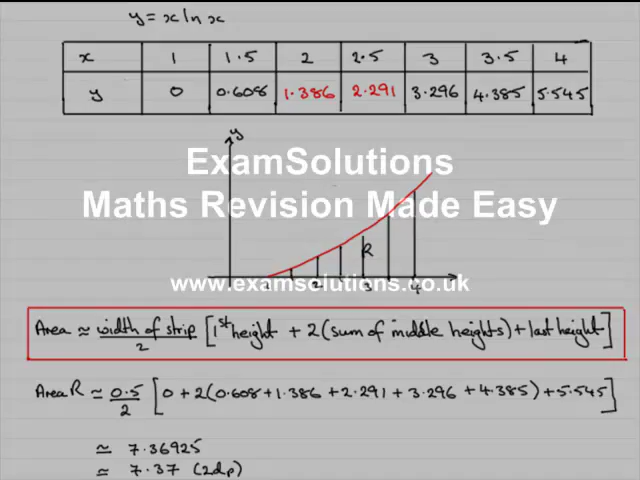 y = x ln x
x 1 1.5 2 2.5 3 3.5 4
y 0 0.608 1.386 2.291 3.296 4.385 5.545
y
ExamSolutions
Maths Revision Made Easy
R
www.examsolutions.co.uk
1 2 3 4
Area ≈ width of strip/2 [1st height + 2(sum of middle heights) + last height]
Area R ≈ 0.5/2 [0 + 2(0.608 + 1.386 + 2.291 + 3.296 + 4.385) + 5.545]
≈ 7.36925
≈ 7.37 (2dp)